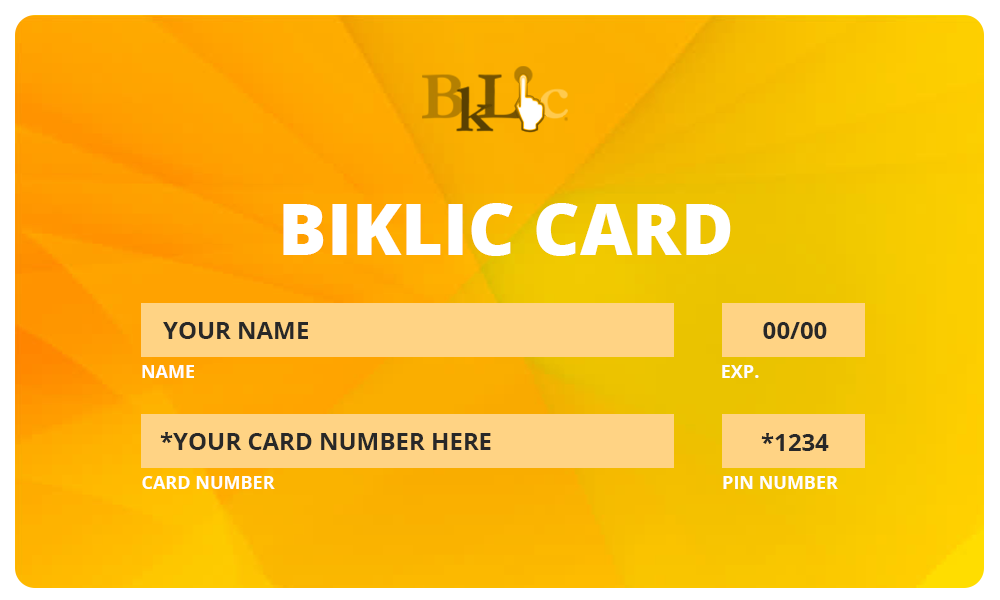 BkLic
BIKLIC CARD
YOUR NAME
00/00
NAME
EXP.
*YOUR CARD NUMBER HERE
*1234
CARD NUMBER
PIN NUMBER